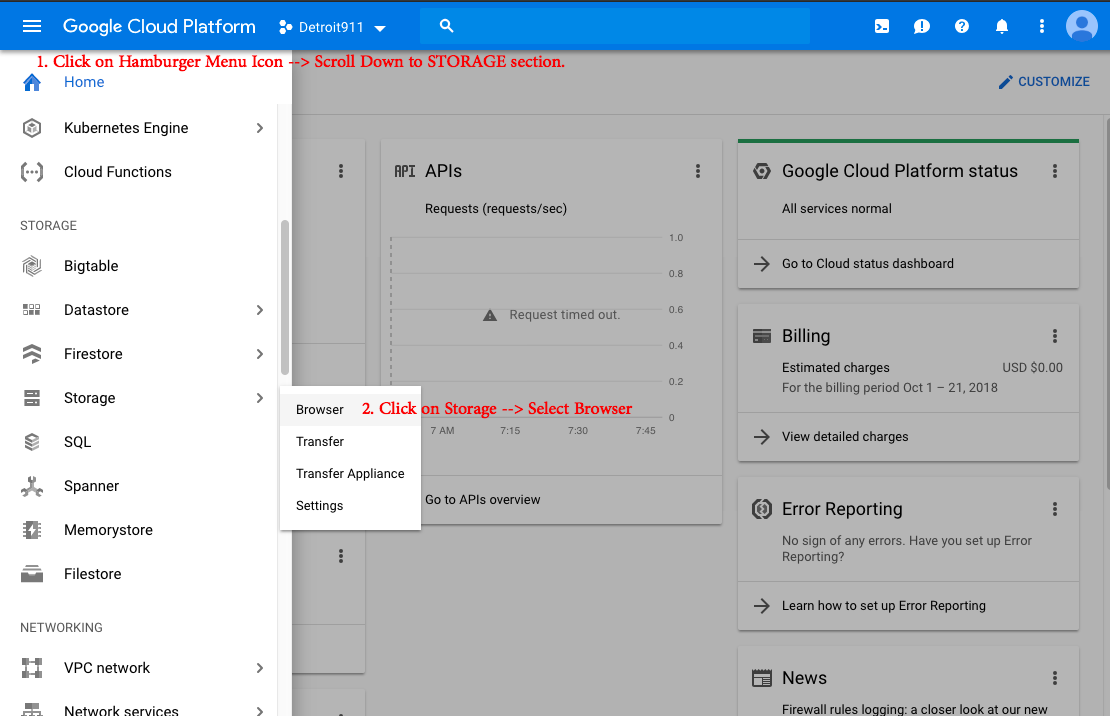 Google Cloud Platform Detroit911
1. Click on Hamburger Menu Icon --> Scroll Down to STORAGE section.
Home
CUSTOMIZE
Kubernetes Engine
Cloud Functions
STORAGE
Bigtable
Datastore
Firestore
Storage
SQL
Spanner
Memorystore
Filestore
NETWORKING
VPC network
Network services
Browser 2. Click on Storage --> Select Browser
Transfer
Transfer Appliance
Settings
API APIs
Requests (requests/sec)
1.0
0.8
0.6
Request timed out.
0.4
0.2
0
7 AM 7:15 7:30 7:45
Go to APIs overview
Google Cloud Platform status
All services normal
Go to Cloud status dashboard
Billing
Estimated charges USD $0.00
For the billing period Oct 1 – 21, 2018
View detailed charges
Error Reporting
No sign of any errors. Have you set up Error
Reporting?
Learn how to set up Error Reporting
News
Firewall rules logging: a closer look at our new